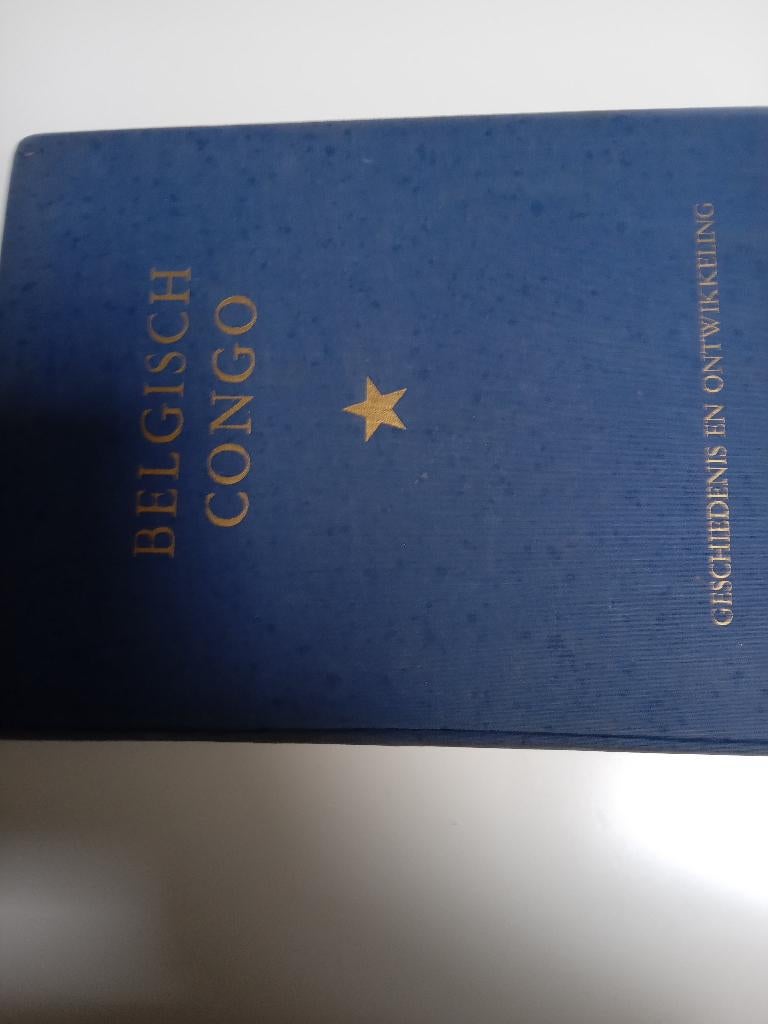 BELGISCH
CONGO
GESCHIEDENIS EN ONTWIKKELING